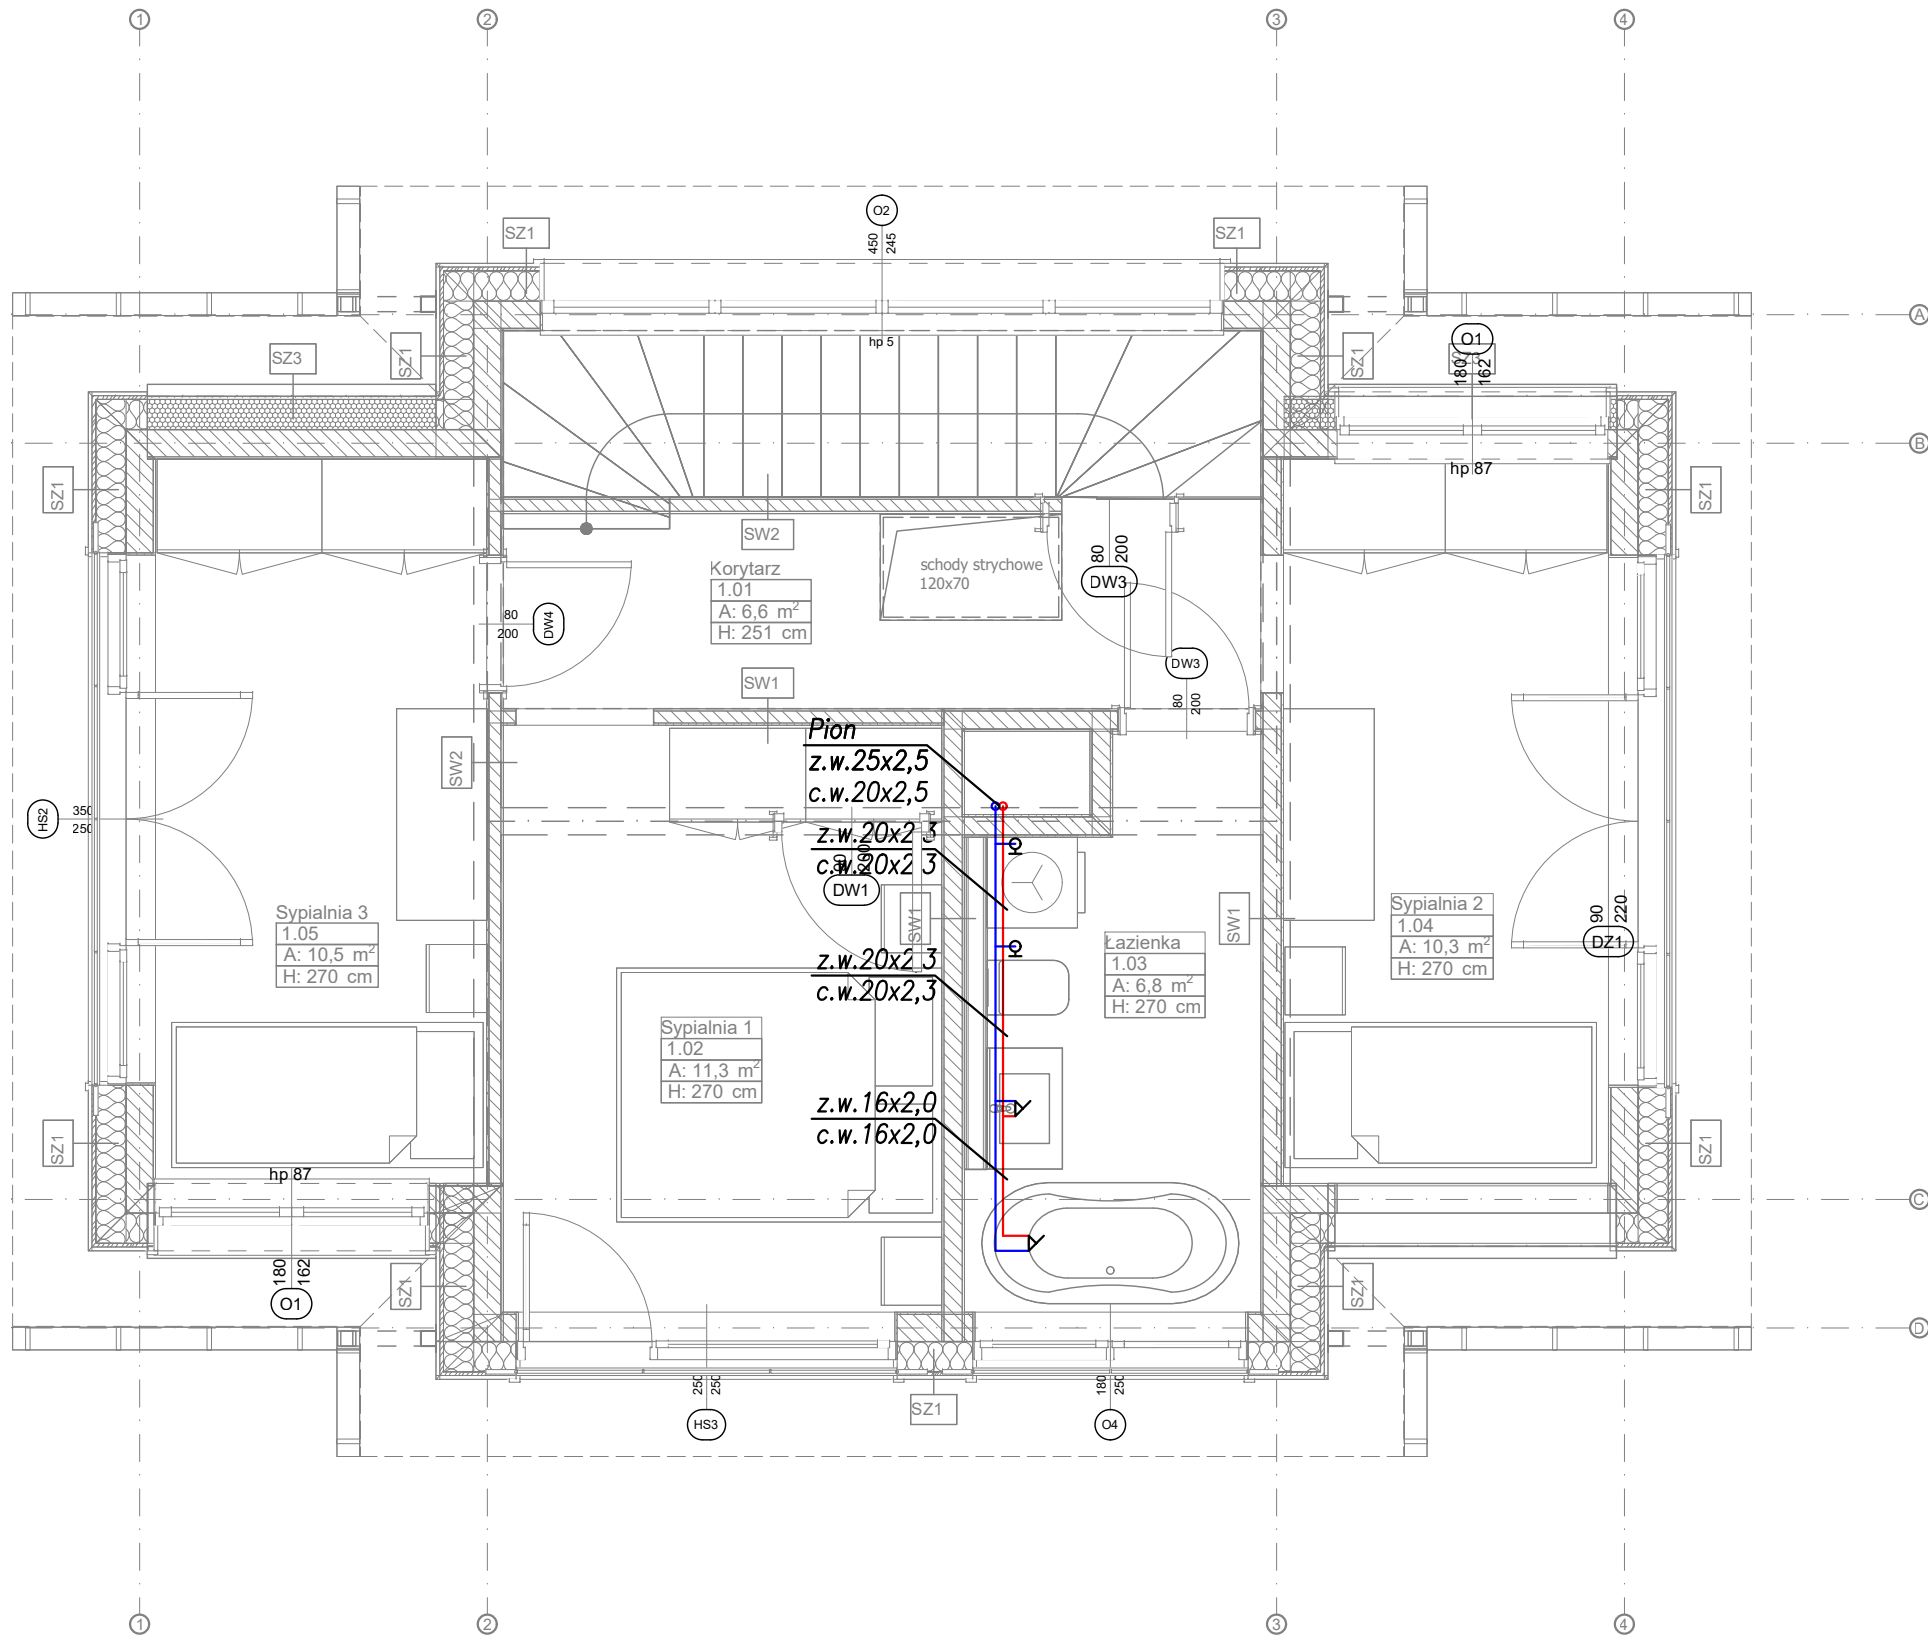 1
2
3
4
O2
450
245
SZ1
SZ1
A
SZ3
SZ1
hp 5
SZ1
O1
180
162
B
hp 87
SZ1
SZ1
SW2
schody strychowe
120x70
80
200
DW3
Korytarz
1.01
A: 6,6 m²
H: 251 cm
80
200
DW4
DW3
80
200
SW1
Pion
z.w.25x2,5
c.w.20x2,5
SW2
HS2
350
250
z.w.20x2,3
c.w.20x2,3
80
200
DW1
SW1
SW1
Sypialnia 3
1.05
A: 10,5 m²
H: 270 cm
Łazienka
1.03
A: 6,8 m²
H: 270 cm
Sypialnia 2
1.04
A: 10,3 m²
H: 270 cm
90
220
DZ1
z.w.20x2,3
c.w.20x2,3
Sypialnia 1
1.02
A: 11,3 m²
H: 270 cm
z.w.16x2,0
c.w.16x2,0
SZ1
SZ1
hp 87
C
180
162
O1
SZ1
SZ1
D
250
250
HS3
SZ1
180
250
O4
1
2
3
4